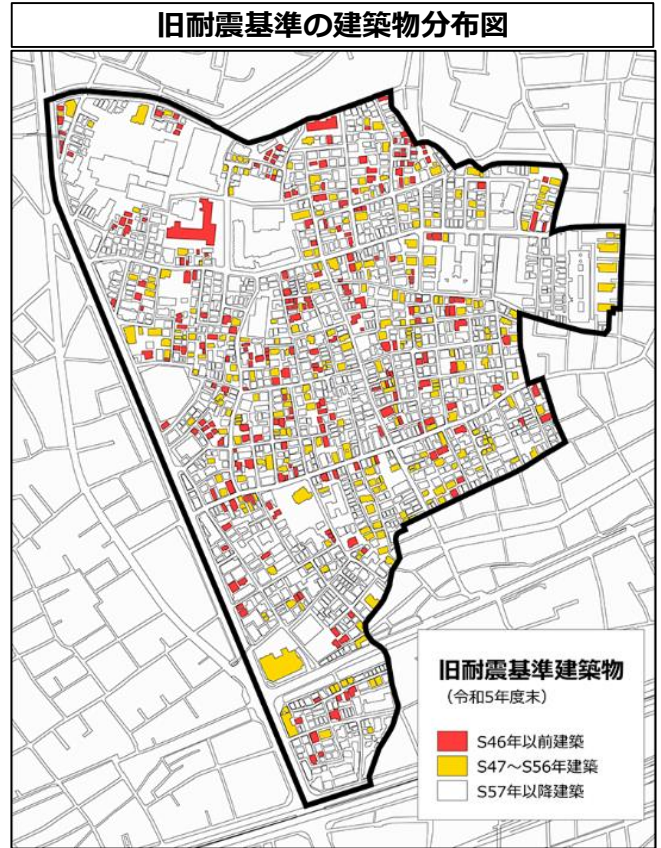 旧耐震基準の建築物分布図
旧耐震基準建築物
(令和5年度末)
S46年以前建築
S47～S56年建築
S57年以降建築